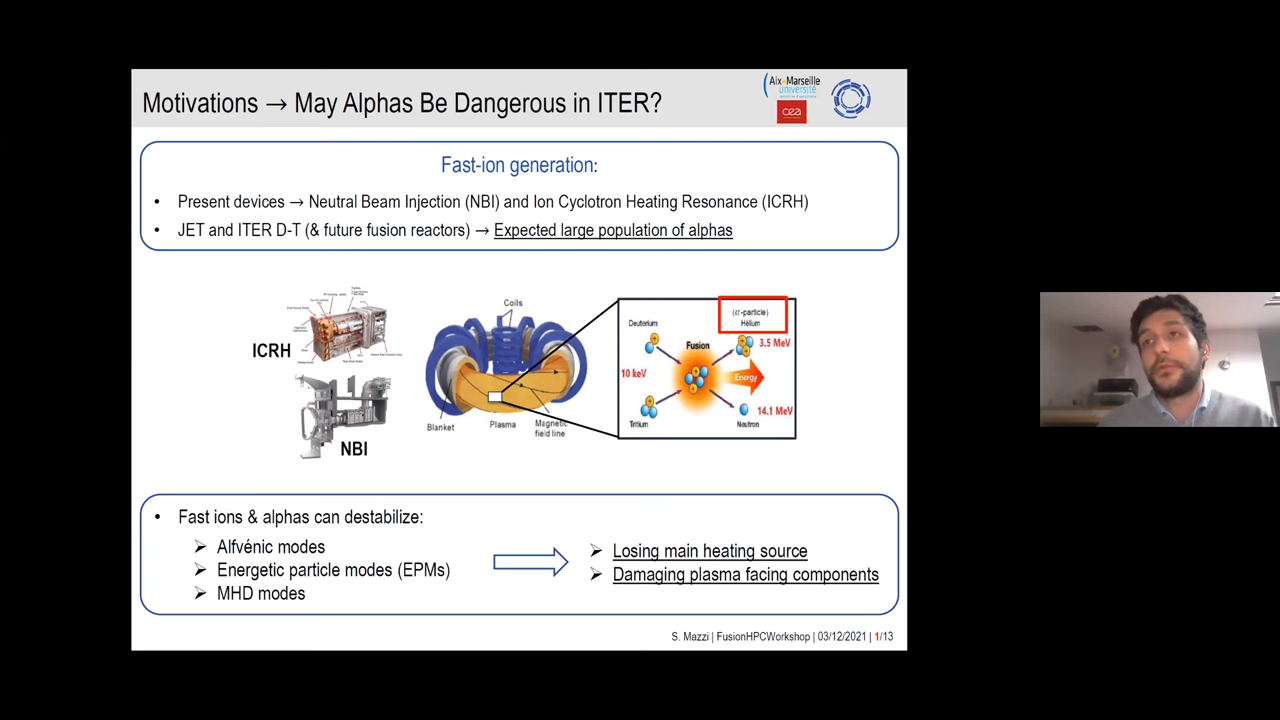 Motivations → May Alphas Be Dangerous in ITER?
Aix*Marseille
université
cea
Fast-ion generation:
• Present devices → Neutral Beam Injection (NBI) and Ion Cyclotron Heating Resonance (ICRH)
• JET and ITER D-T (& future fusion reactors) → Expected large population of alphas
ICRH
NBI
Coils
Blanket
Plasma
Magnetic
field line
Deuterium
(α-particle)
Hélium
Fusion
3.5 MeV
10 keV
Energy
14.1 MeV
Tritium
Neutron
• Fast ions & alphas can destabilize:
➢ Alfvénic modes
➢ Energetic particle modes (EPMs)
➢ MHD modes
➢ Losing main heating source
➢ Damaging plasma facing components
S. Mazzi | FusionHPCWorkshop | 03/12/2021 | 1/13